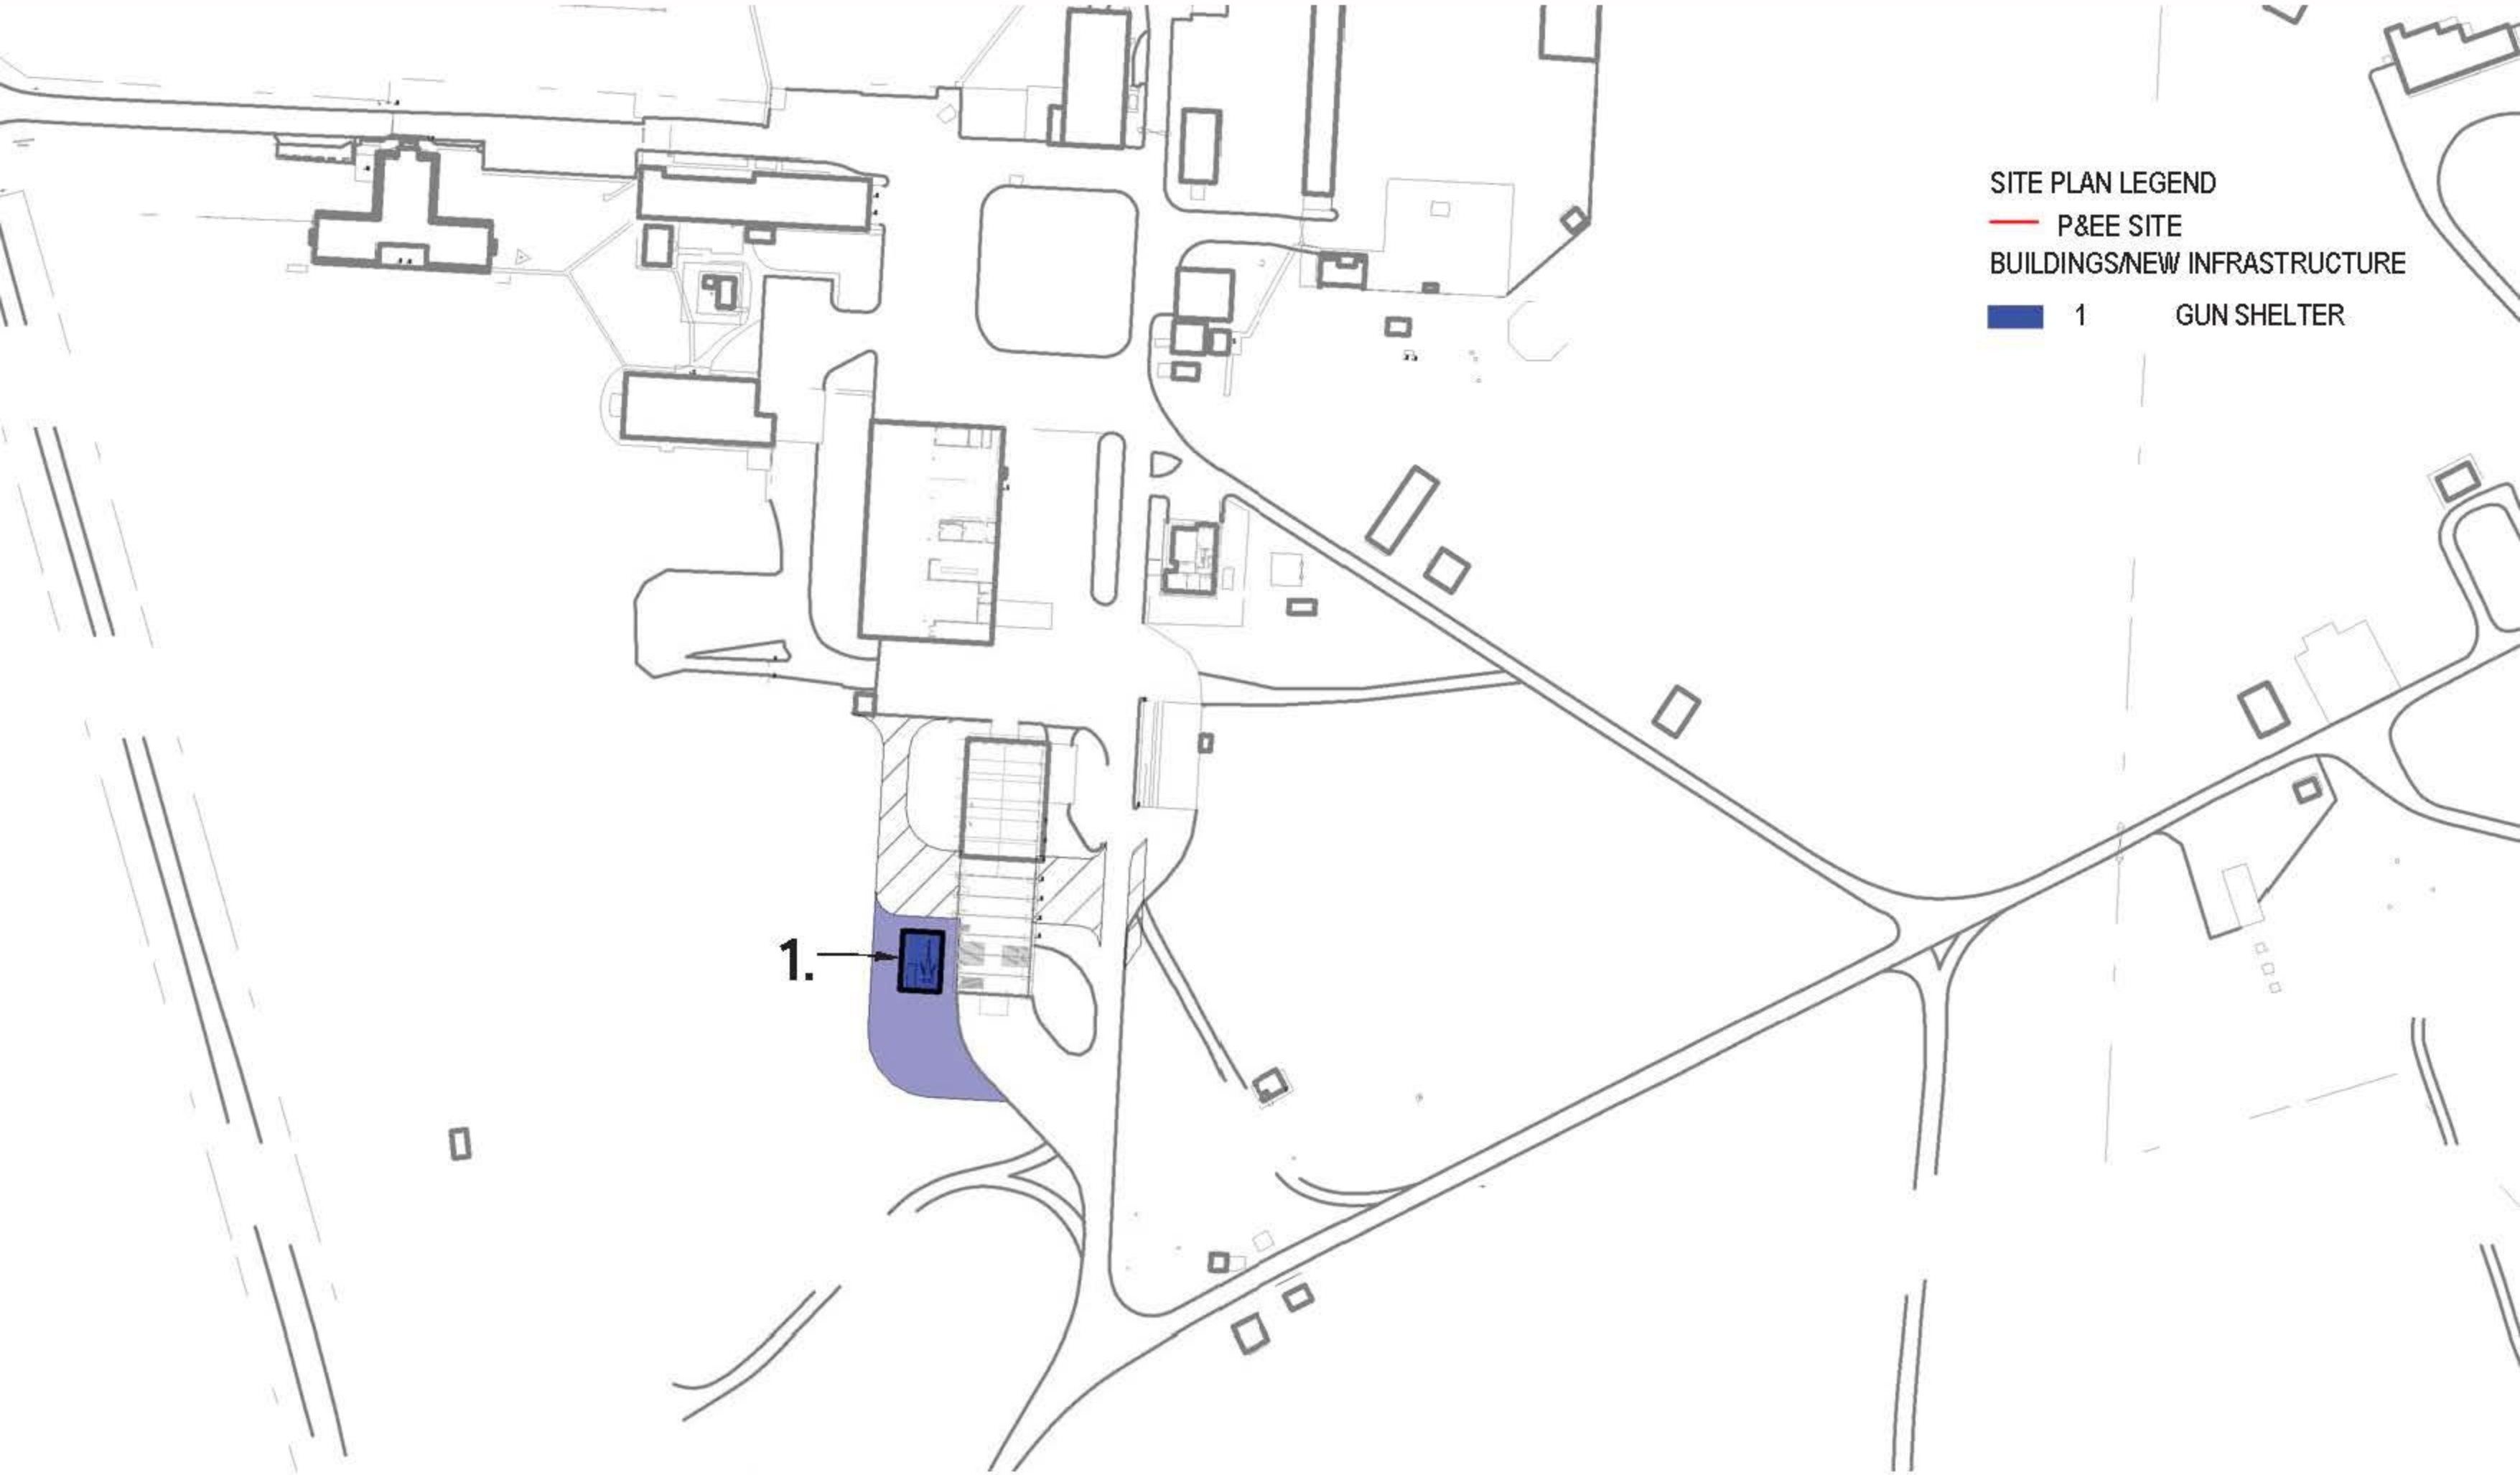 SITE PLAN LEGEND
P&EE SITE
BUILDINGS/NEW INFRASTRUCTURE
1 GUN SHELTER
1.